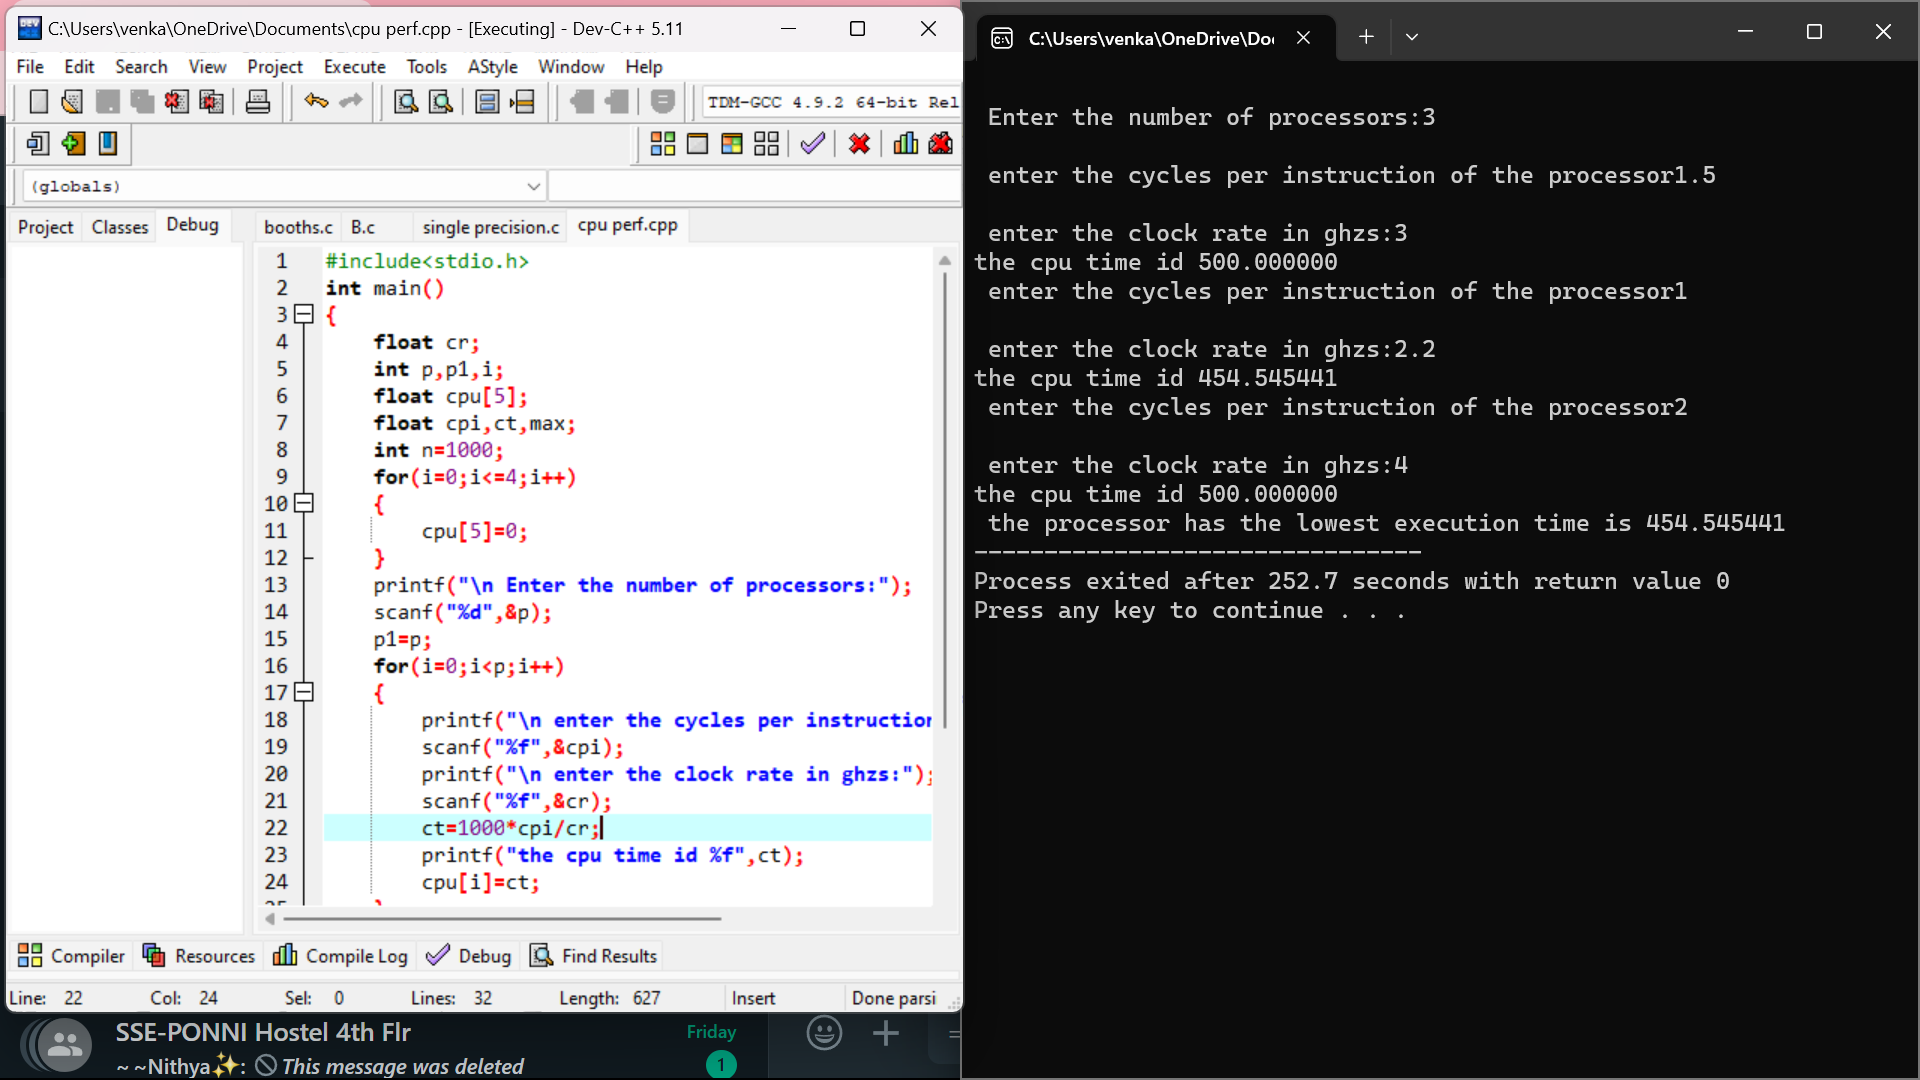 C:\Users\venka\OneDrive\Documents\cpu perf.cpp - [Executing] - Dev-C++ 5.11
File Edit Search View Project Execute Tools AStyle Window Help
TDM-GCC 4.9.2 64-bit Rel
(globals)
Project Classes Debug
booths.c B.c single precision.c cpu perf.cpp
1 #include<stdio.h>
2 int main()
3 {
4 float cr;
5 int p,p1,i;
6 float cpu[5];
7 float cpi,ct,max;
8 int n=1000;
9 for(i=0;i<=4;i++)
10 {
11 cpu[5]=0;
12 }
13 printf("\n Enter the number of processors:");
14 scanf("%d",&p);
15 p1=p;
16 for(i=0;i<p;i++)
17 {
18 printf("\n enter the cycles per instruction
19 scanf("%f",&cpi);
20 printf("\n enter the clock rate in ghzs:");
21 scanf("%f",&cr);
22 ct=1000*cpi/cr;
23 printf("the cpu time id %f",ct);
24 cpu[i]=ct;
Compiler Resources Compile Log Debug Find Results
Line: 22 Col: 24 Sel: 0 Lines: 32 Length: 627 Insert Done parsi
SSE-PONNI Hostel 4th Flr Friday
~ ~Nithya✨: This message was deleted 1
C:\Users\venka\OneDrive\Do
Enter the number of processors:3
enter the cycles per instruction of the processor1.5
enter the clock rate in ghzs:3
the cpu time id 500.000000
enter the cycles per instruction of the processor1
enter the clock rate in ghzs:2.2
the cpu time id 454.545441
enter the cycles per instruction of the processor2
enter the clock rate in ghzs:4
the cpu time id 500.000000
the processor has the lowest execution time is 454.545441
--------------------------------
Process exited after 252.7 seconds with return value 0
Press any key to continue . . .